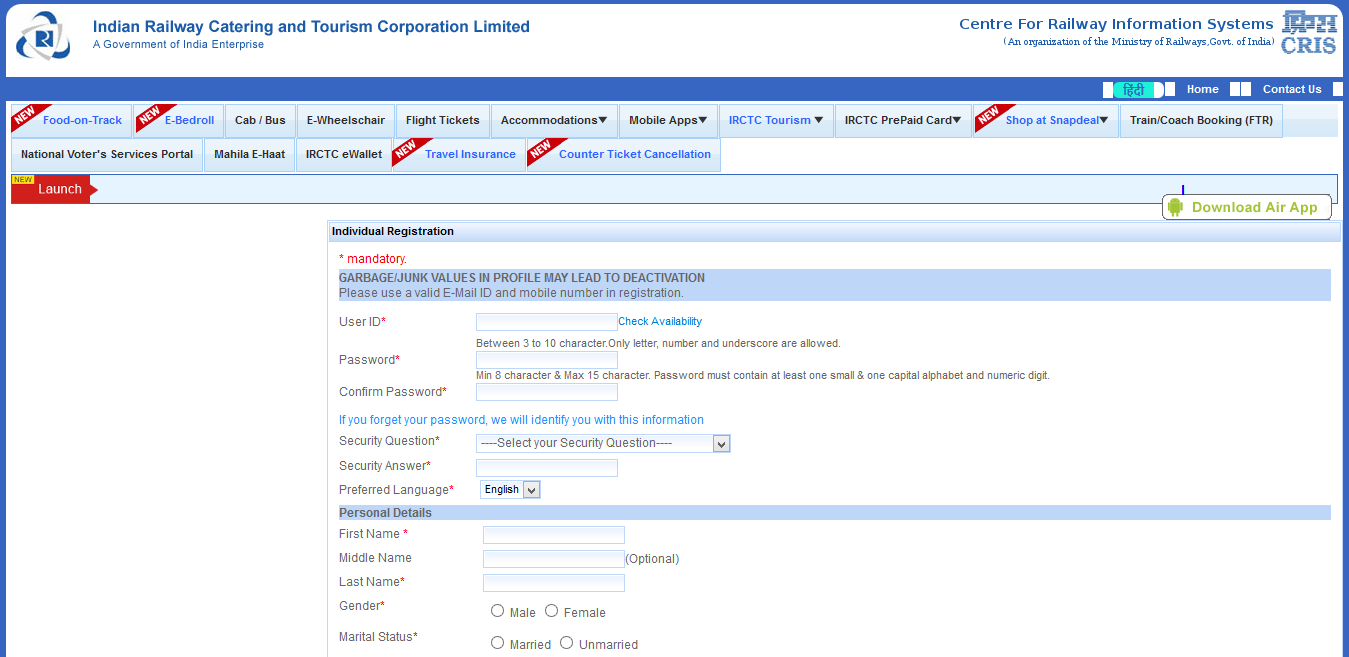 Indian Railway Catering and Tourism Corporation Limited
A Government of India Enterprise
Centre For Railway Information Systems
(An organization of the Ministry of Railways,Govt. of India)
क्रिस
CRIS
हिंदी Home Contact Us
NEW Food-on-Track NEW E-Bedroll Cab / Bus E-Wheelschair Flight Tickets Accommodations▼ Mobile Apps▼ IRCTC Tourism ▼ IRCTC PrePaid Card▼ NEW Shop at Snapdeal▼ Train/Coach Booking (FTR)
National Voter's Services Portal Mahila E-Haat IRCTC eWallet NEW Travel Insurance NEW Counter Ticket Cancellation
NEW Launch
Download Air App
Individual Registration
* mandatory.
GARBAGE/JUNK VALUES IN PROFILE MAY LEAD TO DEACTIVATION
Please use a valid E-Mail ID and mobile number in registration.
User ID* Check Availability
Between 3 to 10 character.Only letter, number and underscore are allowed.
Password*
Min 8 character & Max 15 character. Password must contain at least one small & one capital alphabet and numeric digit.
Confirm Password*
If you forget your password, we will identify you with this information
Security Question* ----Select your Security Question----
Security Answer*
Preferred Language* English
Personal Details
First Name *
Middle Name (Optional)
Last Name*
Gender* Male Female
Marital Status* Married Unmarried